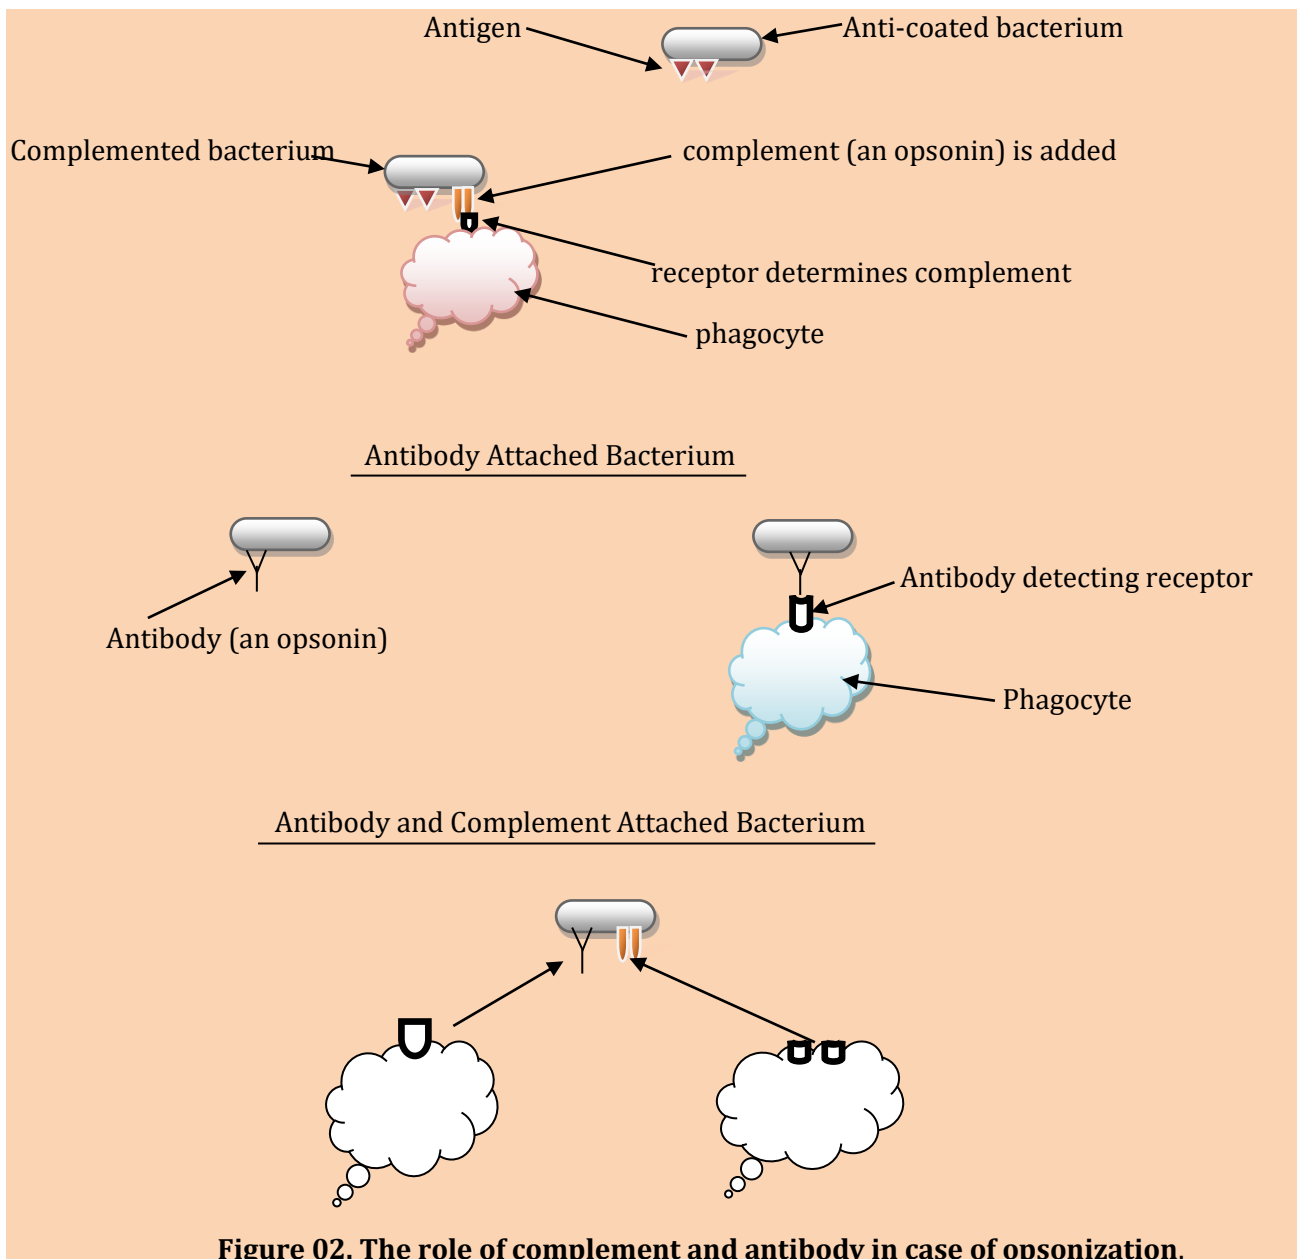 Antigen
Anti-coated bacterium
Complemented bacterium
complement (an opsonin) is added
receptor determines complement
phagocyte
Antibody Attached Bacterium
Antibody detecting receptor
Antibody (an opsonin)
Phagocyte
Antibody and Complement Attached Bacterium
Figure 02. The role of complement and antibody in case of opsonization.